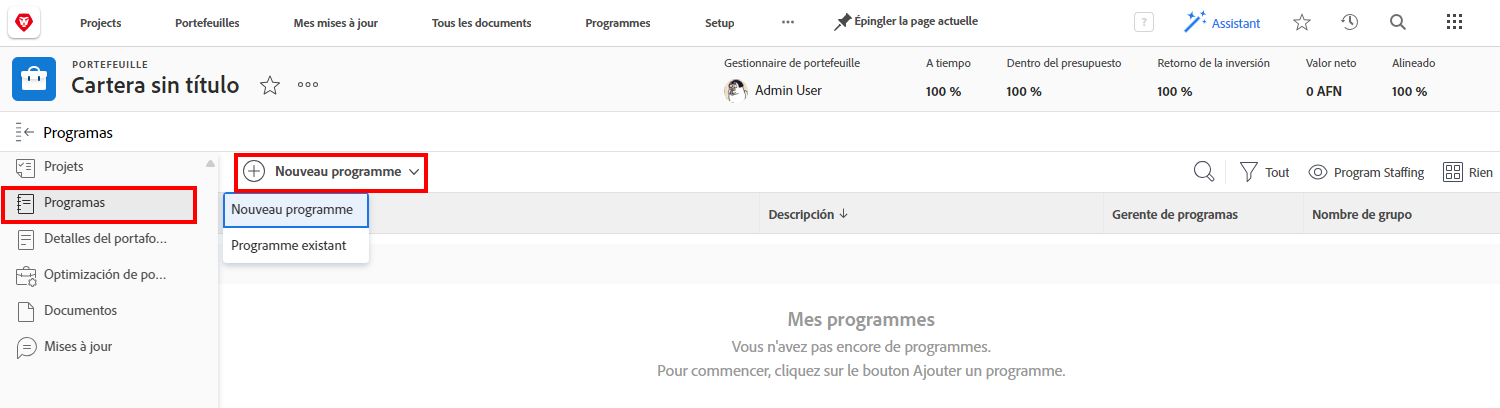 Projects Portefeuilles Mes mises à jour Tous les documents Programmes Setup ··· Épingler la page actuelle ? Assistant
PORTEFEUILLE
Cartera sin título
Gestionnaire de portefeuille
Admin User
A tiempo
100 %
Dentro del presupuesto
100 %
Retorno de la inversión
100 %
Valor neto
0 AFN
Alineado
100 %
Programas
Projets
Programas
Detalles del portafo...
Optimización de po...
Documentos
Mises à jour
Nouveau programme
Tout
Program Staffing
Rien
Nouveau programme
Programme existant
Descripción ↓
Gerente de programas
Nombre de grupo
Mes programmes
Vous n'avez pas encore de programmes.
Pour commencer, cliquez sur le bouton Ajouter un programme.